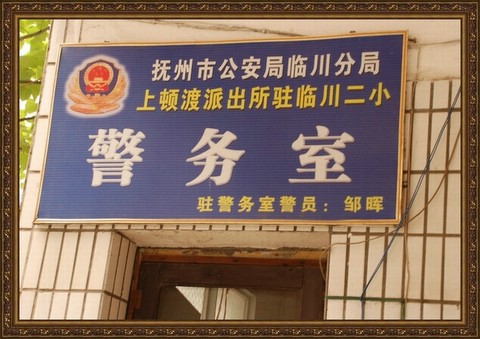 抚州市公安局临川分局
上顿渡派出所驻临川二小
警务室
驻警务室警员：邹晖